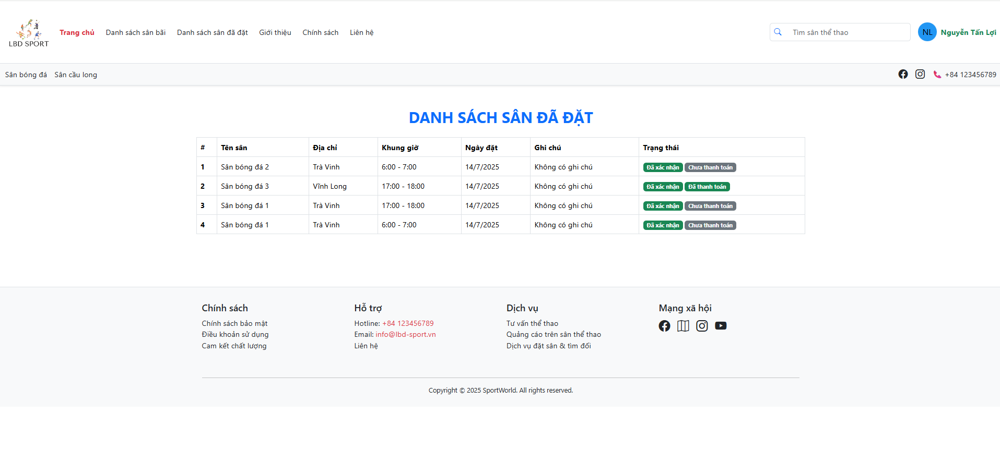 LBD SPORT
Trang chủ Danh sách sân bãi Danh sách sân đã đặt Giới thiệu Chính sách Liên hệ Tìm sân thể thao NL Nguyễn Tấn Lợi
Sân bóng đá Sân cầu long +84 123456789
DANH SÁCH SÂN ĐÃ ĐẶT
# Tên sân Địa chỉ Khung giờ Ngày đặt Ghi chú Trạng thái
1 Sân bóng đá 2 Trà Vinh 6:00 - 7:00 14/7/2025 Không có ghi chú Đã xác nhận Chưa thanh toán
2 Sân bóng đá 3 Vĩnh Long 17:00 - 18:00 14/7/2025 Không có ghi chú Đã xác nhận Đã thanh toán
3 Sân bóng đá 1 Trà Vinh 17:00 - 18:00 14/7/2025 Không có ghi chú Đã xác nhận Chưa thanh toán
4 Sân bóng đá 1 Trà Vinh 6:00 - 7:00 14/7/2025 Không có ghi chú Đã xác nhận Chưa thanh toán
Chính sách
Chính sách bảo mật
Điều khoản sử dụng
Cam kết chất lượng
Hỗ trợ
Hotline: +84 123456789
Email: info@lbd-sport.vn
Liên hệ
Dịch vụ
Tư vấn thể thao
Quảng cáo trên sân thể thao
Dịch vụ đặt sân & tìm đối
Mạng xã hội
Copyright © 2025 SportWorld. All rights reserved.